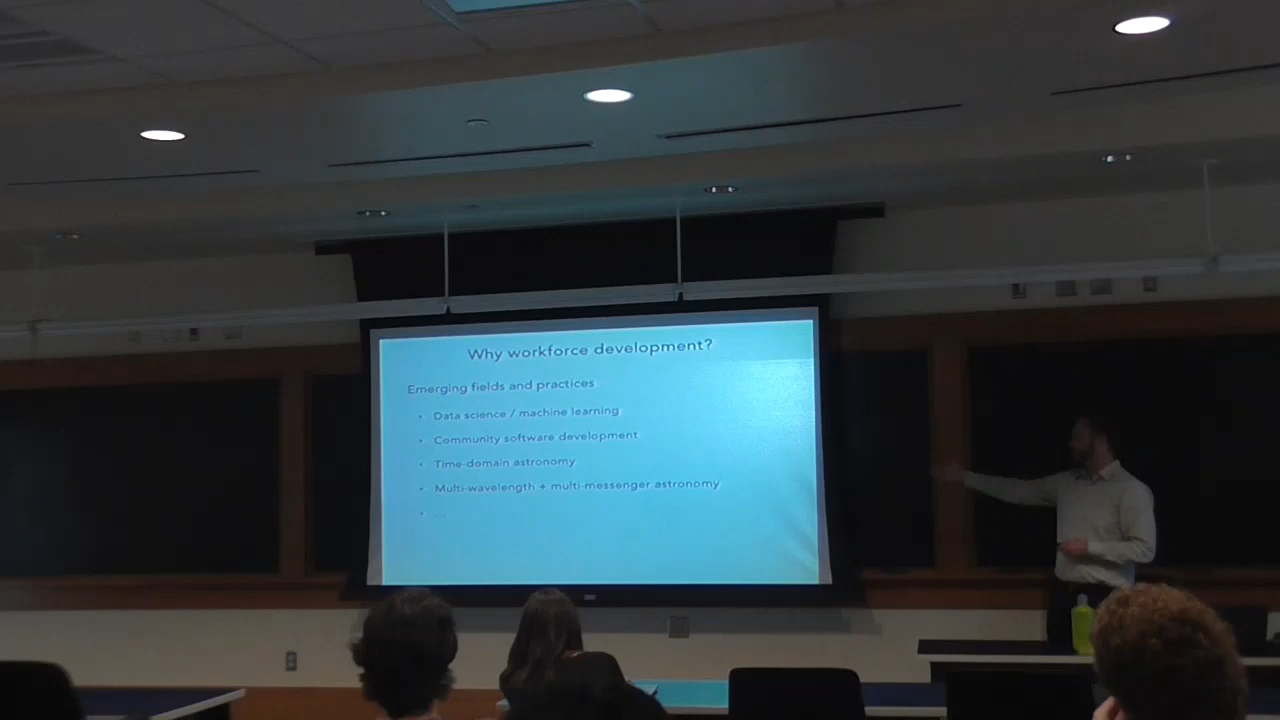 Why workforce development?
Emerging fields and practices
• Data science / machine learning
• Community software development
• Time-domain astronomy
• Multi-wavelength + multi-messenger astronomy
• ...